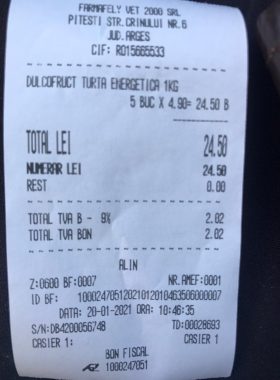 FARMAFELY VET 2000 SRL
PITESTI STR.CRINULUI NR.6
JUD.ARGES
CIF: RO15665533
DULCOFRUCT TURTA ENERGETICA 1KG
5 BUC X 4.90= 24.50 B
TOTAL LEI 24.50
NUMERAR LEI 24.50
REST 0.00
TOTAL TVA B - 9% 2.02
TOTAL TVA BON 2.02
ALIN
Z:0600 BF:0007 NR.AMEF:0001
ID BF: 10002470512021012010463506000007
DATA: 20-01-2021 ORA: 10:46:35
S/N:DB4200056748 TD:00028693
CASIER 1: CASIER 1
BON FISCAL
1000247051